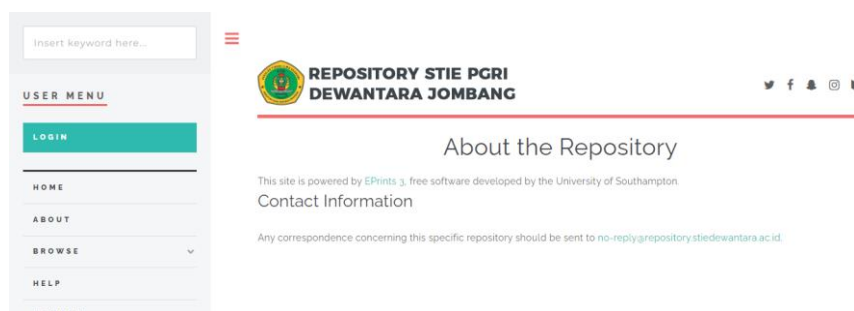 Insert keyword here...
USER MENU
LOGIN
HOME
ABOUT
BROWSE
HELP
REPOSITORY STIE PGRI
DEWANTARA JOMBANG
About the Repository
This site is powered by EPrints 3, free software developed by the University of Southampton.
Contact Information
Any correspondence concerning this specific repository should be sent to no-reply@repository.stiedewantara.ac.id.